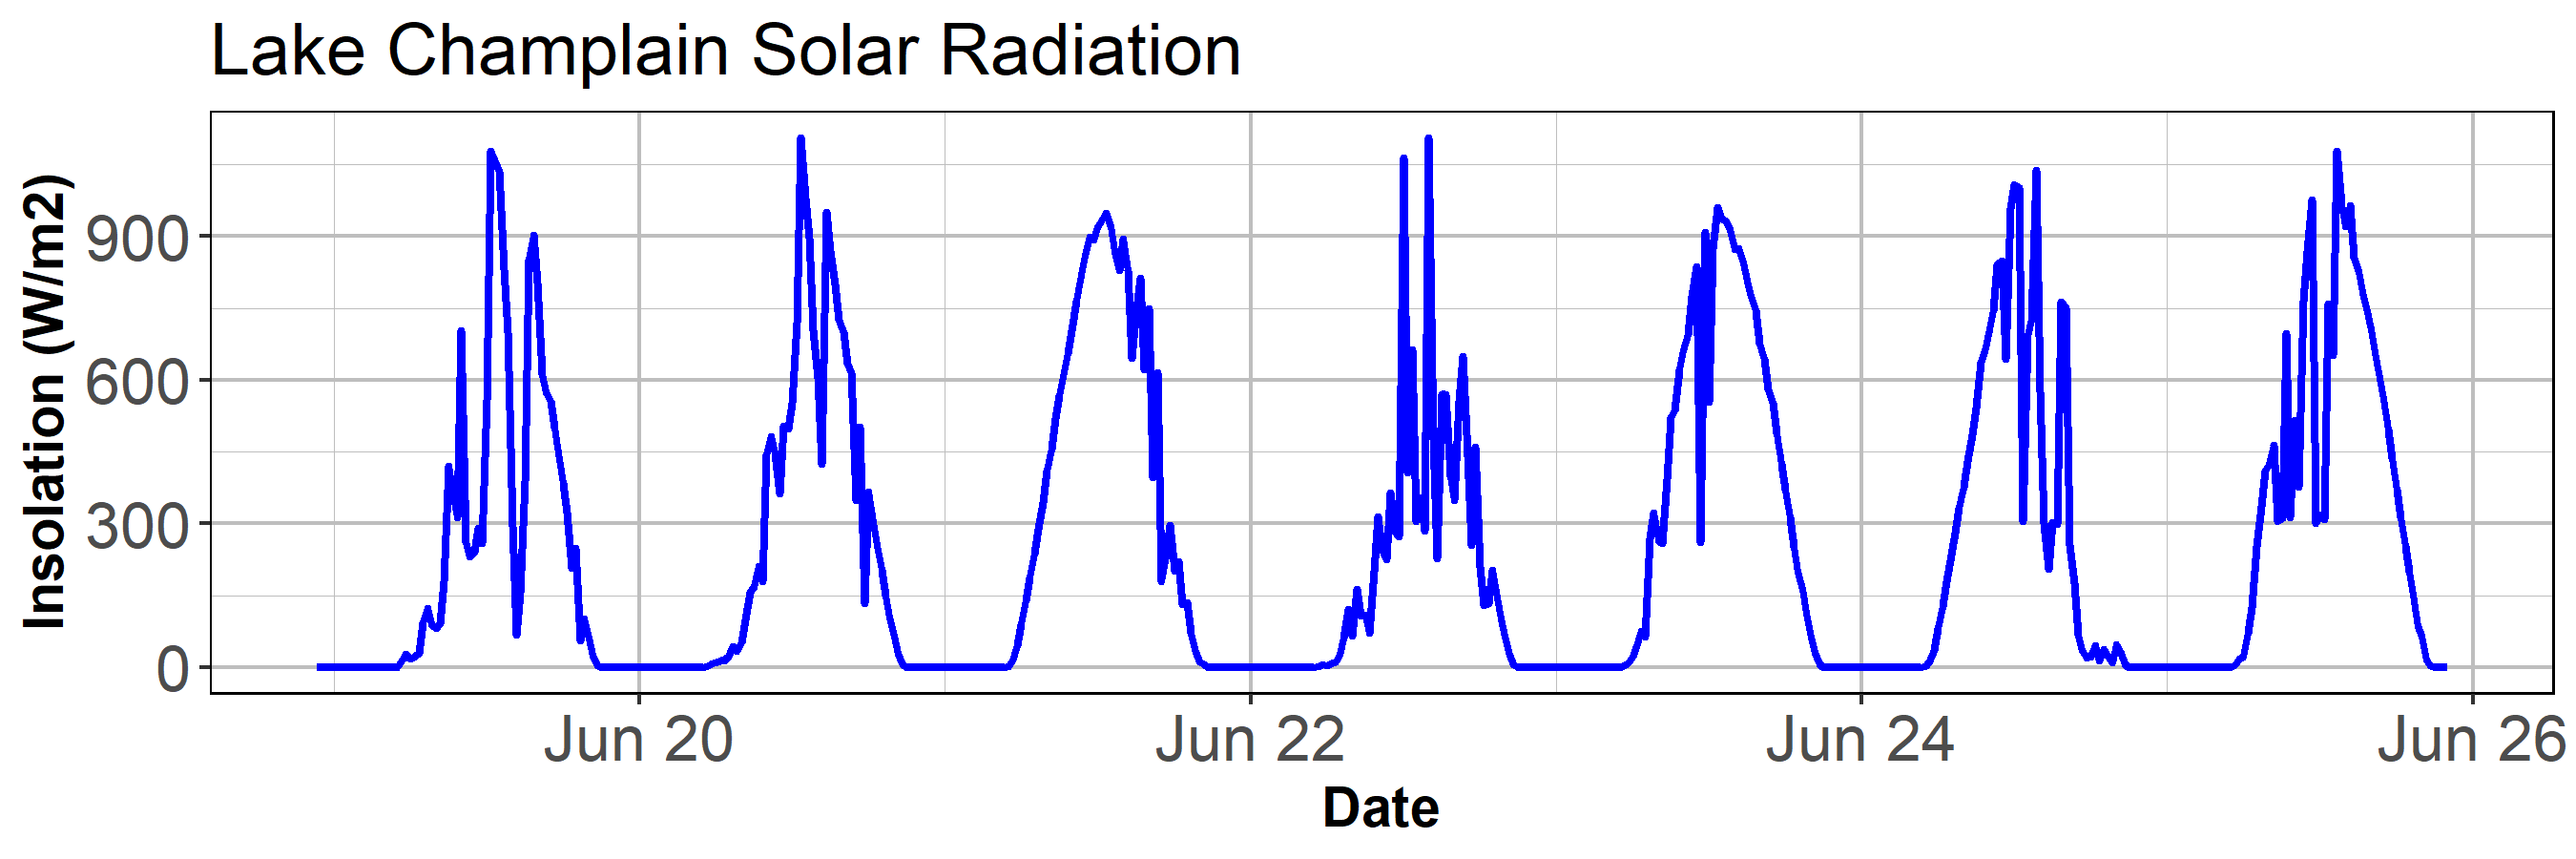 Lake Champlain Solar Radiation
Insolation (W/m2)
900
600
300
0
Jun 20
Jun 22
Jun 24
Jun 26
Date